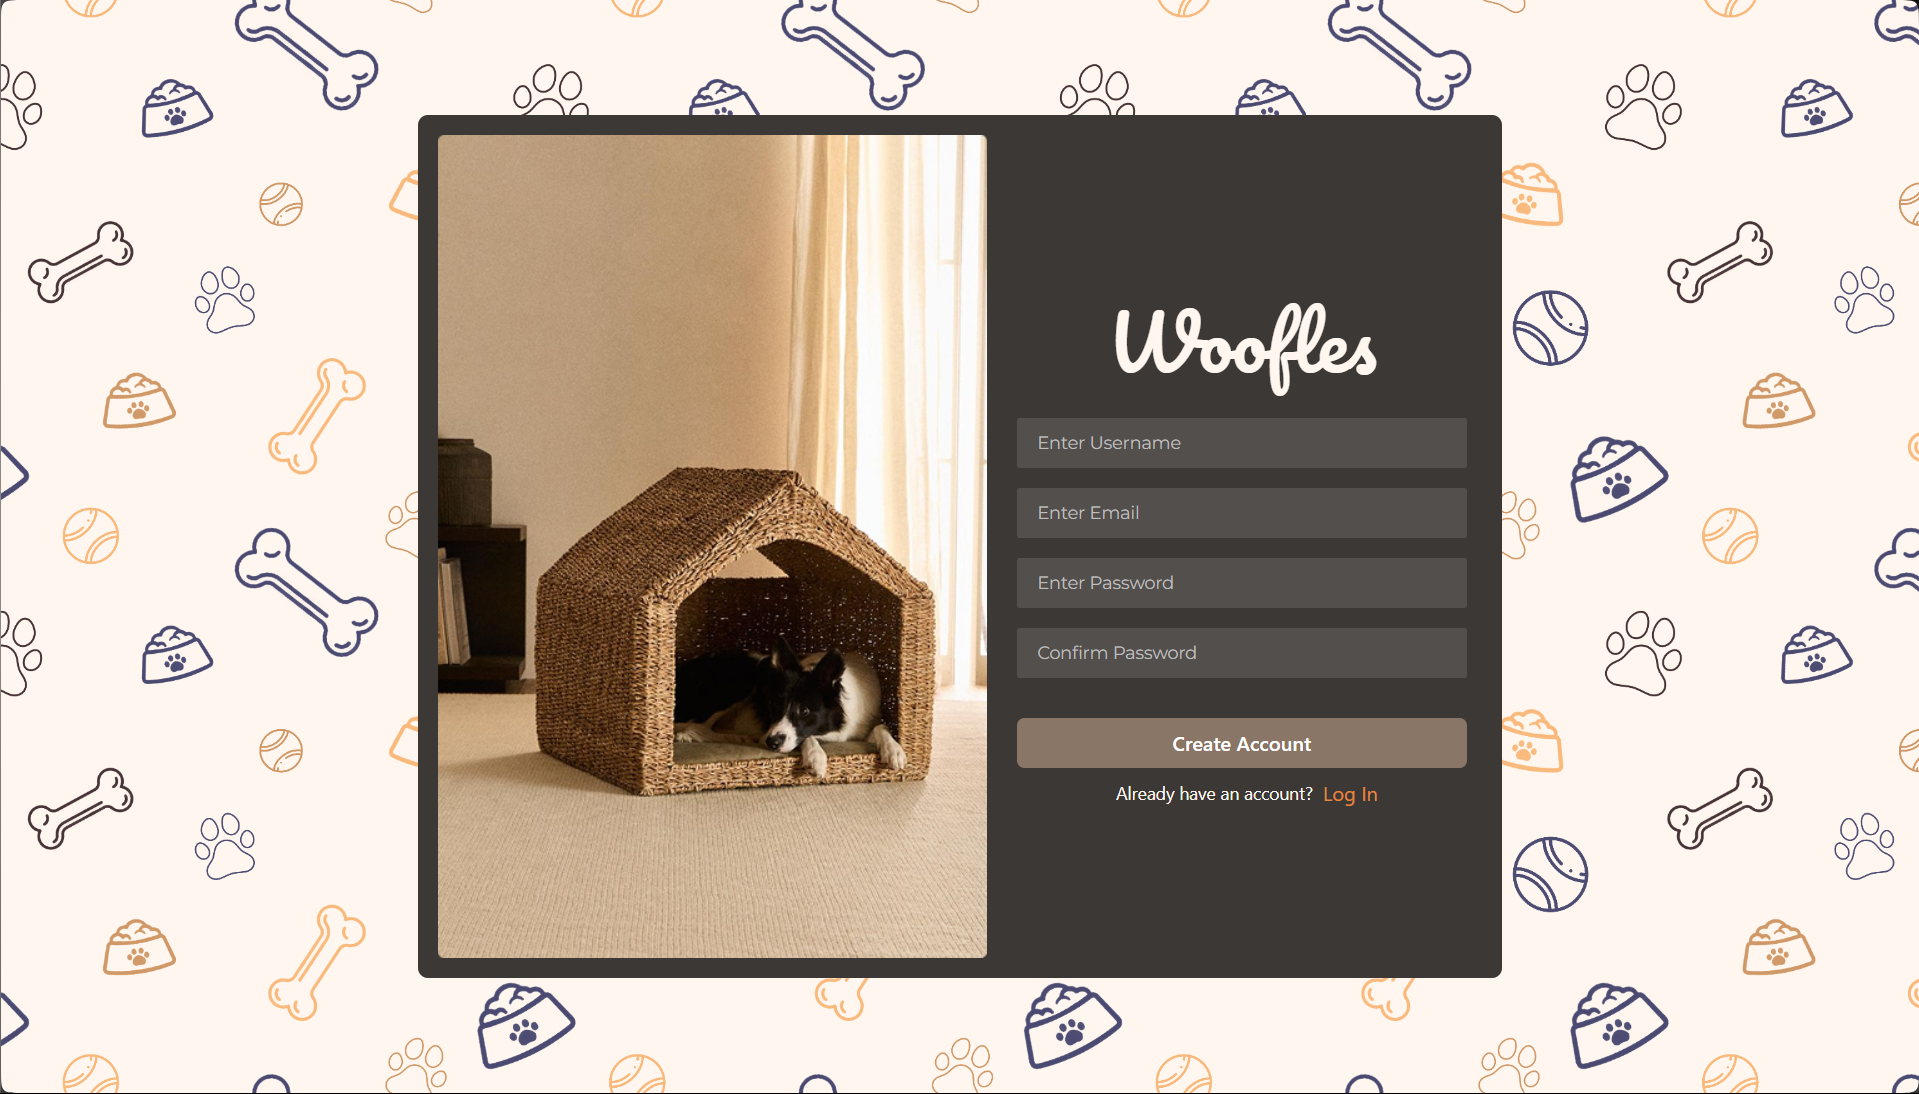 Woofles
Enter Username
Enter Email
Enter Password
Confirm Password
Create Account
Already have an account? Log In